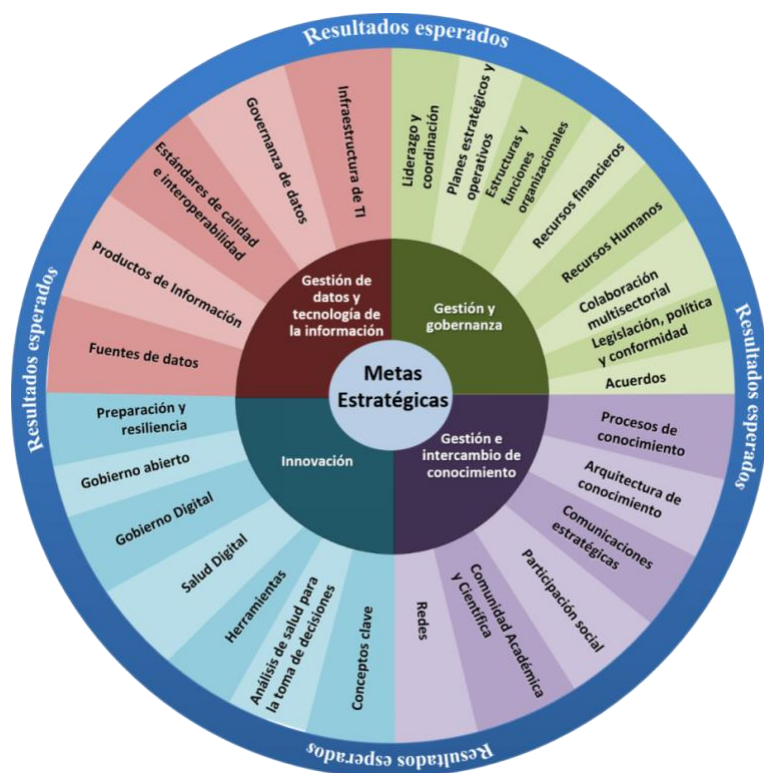 Resultados esperados
Infraestructura de TI
Governanza de datos
Estándares de calidad
e interoperabilidad
Productos de Información
Fuentes de datos
Liderazgo y
coordinación
Planes estratégicos y
operativos
Estructuras y
funciones
organizacionales
Recursos financieros
Recursos Humanos
Colaboración
multisectorial
Legislación, política
y conformidad
Acuerdos
Gestión de
datos y
tecnología de
la información
Gestión y
gobernanza
Metas
Estratégicas
Innovación
Gestión e
intercambio de
conocimiento
Resultados esperados
Resultados esperados
Preparación y
resiliencia
Gobierno abierto
Gobierno Digital
Salud Digital
Herramientas
Análisis de salud para
la toma de decisiones
Conceptos clave
Procesos de
conocimiento
Arquitectura de
conocimiento
Comunicaciones
estratégicas
Participación social
Comunidad Académica
y Científica
Redes
Resultados esperados